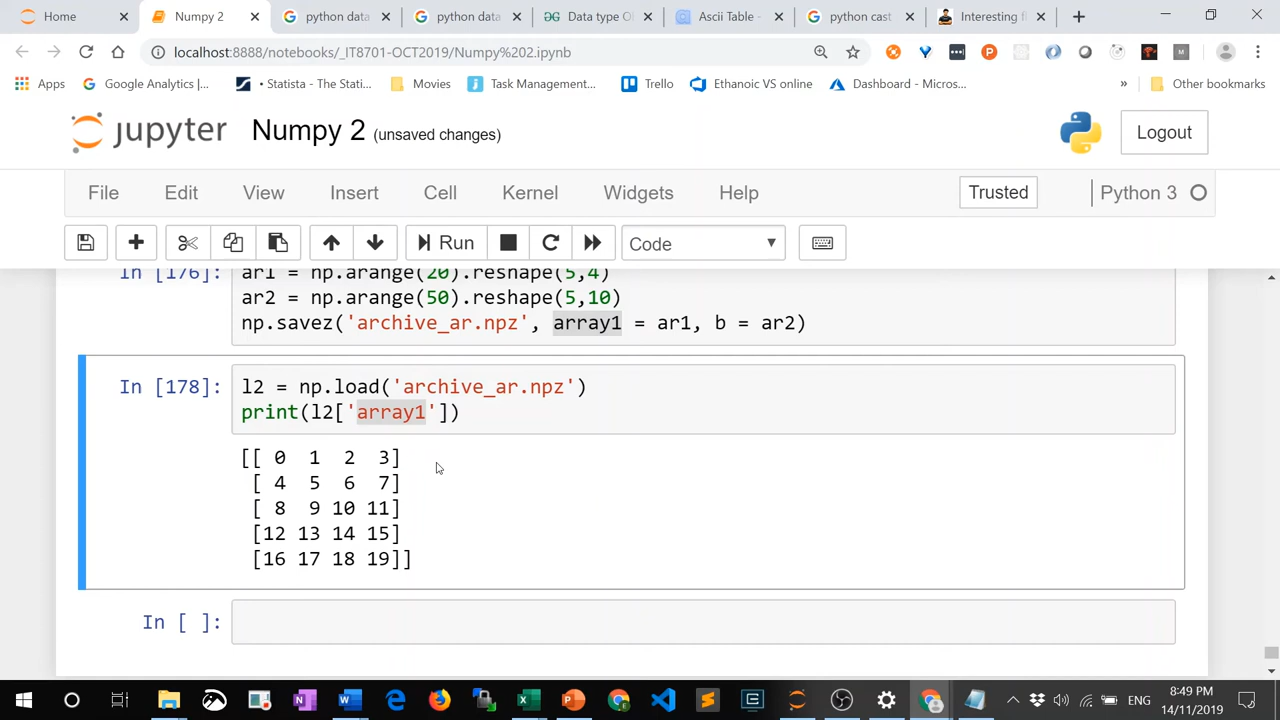 Home
Numpy 2
python data
python data
Data type Ol
Ascii Table -
python cast
Interesting f
localhost:8888/notebooks/_IT8701-OCT2019/Numpy%202.ipynb
Apps
Google Analytics |...
• Statista - The Stati...
Movies
Task Management...
Trello
Ethanoic VS online
Dashboard - Micros...
»
Other bookmarks
jupyter
Numpy 2 (unsaved changes)
Logout
File Edit View Insert Cell Kernel Widgets Help
Trusted
Python 3
Run
Code
In [176]:
ar1 = np.arange(20).reshape(5,4)
ar2 = np.arange(50).reshape(5,10)
np.savez('archive_ar.npz', array1 = ar1, b = ar2)
In [178]:
l2 = np.load('archive_ar.npz')
print(l2['array1'])
[[ 0 1 2 3]
[ 4 5 6 7]
[ 8 9 10 11]
[12 13 14 15]
[16 17 18 19]]
In [ ]:
ENG
8:49 PM
14/11/2019